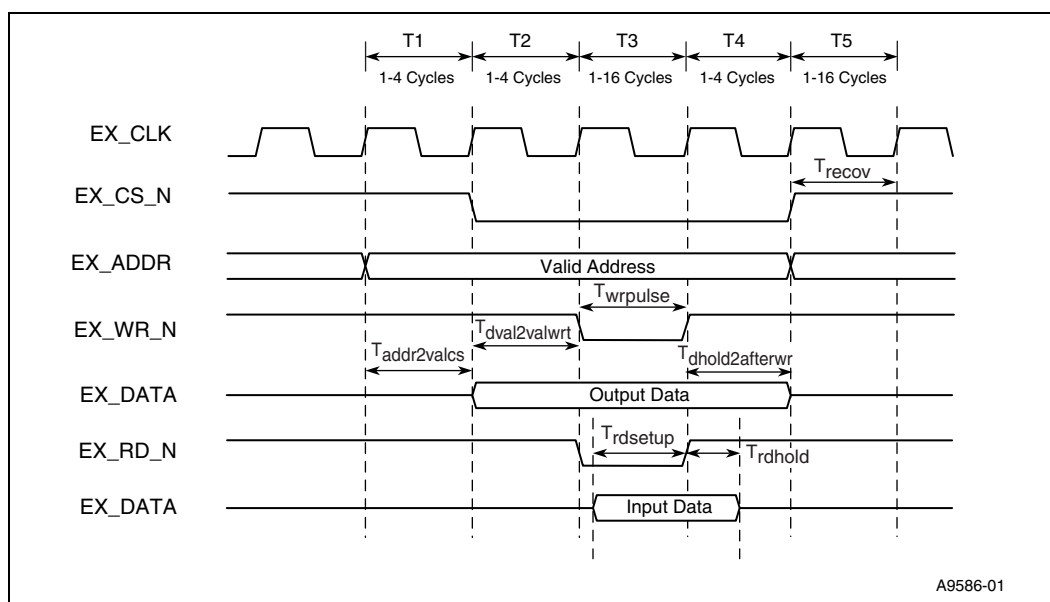 T1 T2 T3 T4 T5
1-4 Cycles 1-4 Cycles 1-16 Cycles 1-4 Cycles 1-16 Cycles
EX_CLK
Trecov
EX_CS_N
EX_ADDR Valid Address
Twrpulse
EX_WR_N
Tdval2valwrt
Taddr2valcs Tdhold2afterwr
EX_DATA Output Data
EX_RD_N Trdsetup Trdhold
EX_DATA Input Data
A9586-01